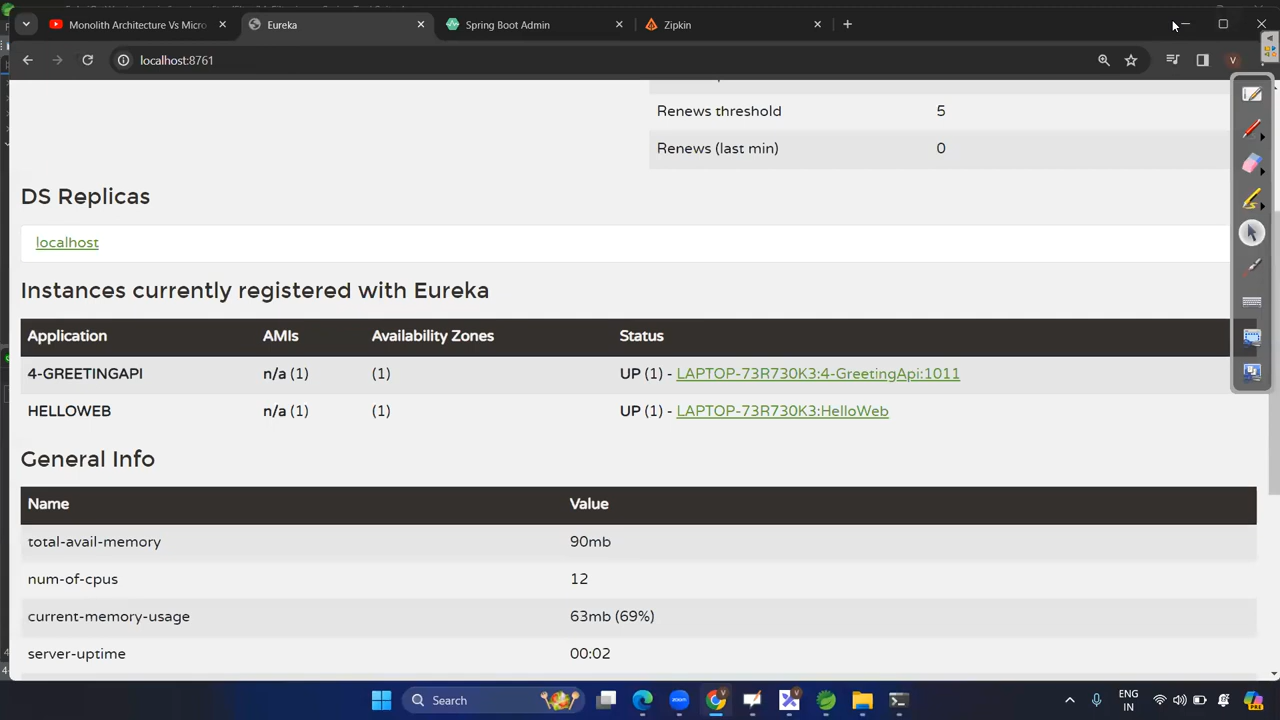 Monolith Architecture Vs Micro
Eureka
Spring Boot Admin
Zipkin
localhost:8761
V
Renews threshold 5
Renews (last min) 0
DS Replicas
localhost
Instances currently registered with Eureka
Application AMIs Availability Zones Status
4-GREETINGAPI n/a (1) (1) UP (1) - LAPTOP-73R730K3:4-GreetingApi:1011
HELLOWEB n/a (1) (1) UP (1) - LAPTOP-73R730K3:HelloWeb
General Info
Name Value
total-avail-memory 90mb
num-of-cpus 12
current-memory-usage 63mb (69%)
server-uptime 00:02
Search
zoom
ENG
IN